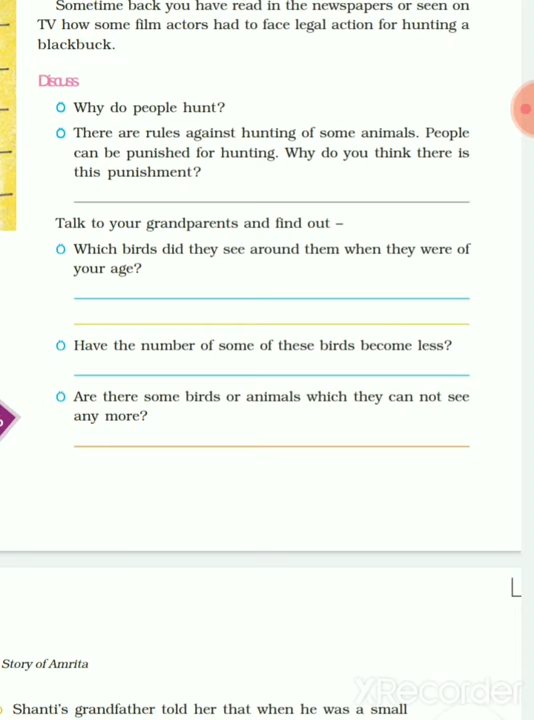 Sometime back you have read in the newspapers or seen on
TV how some film actors had to face legal action for hunting a
blackbuck.
Discuss
Why do people hunt?
There are rules against hunting of some animals. People
can be punished for hunting. Why do you think there is
this punishment?
Talk to your grandparents and find out –
Which birds did they see around them when they were of
your age?
Have the number of some of these birds become less?
Are there some birds or animals which they can not see
any more?
Story of Amrita
Shanti's grandfather told her that when he was a small
XRecorder